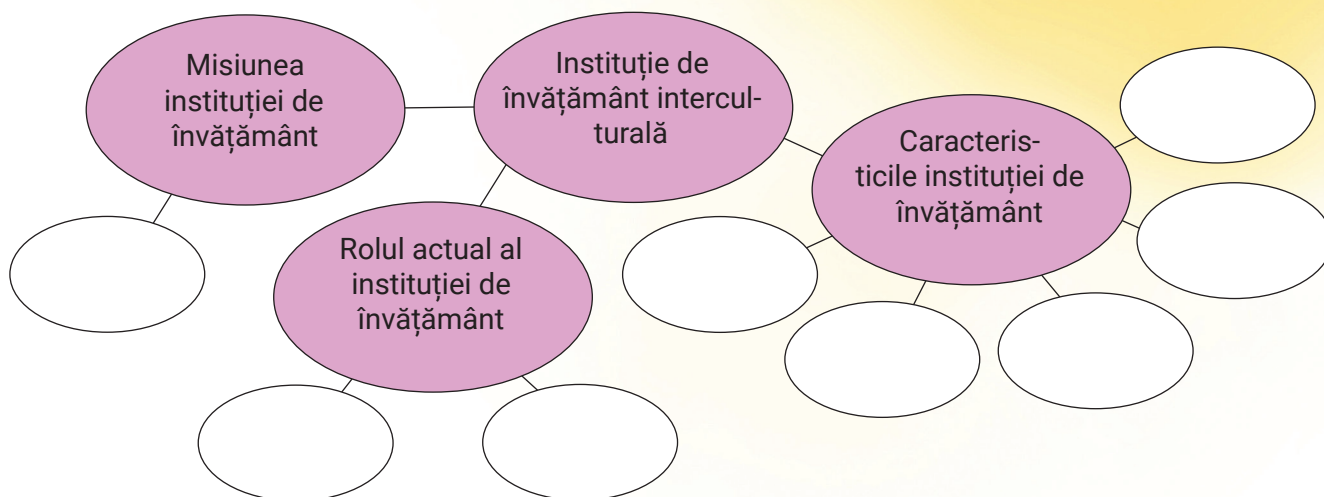 Misiunea
instituției de
învățământ
Instituție de
învățământ intercul-
turală
Caracteris-
ticile instituției de
învățământ
Rolul actual al
instituției de
învățământ